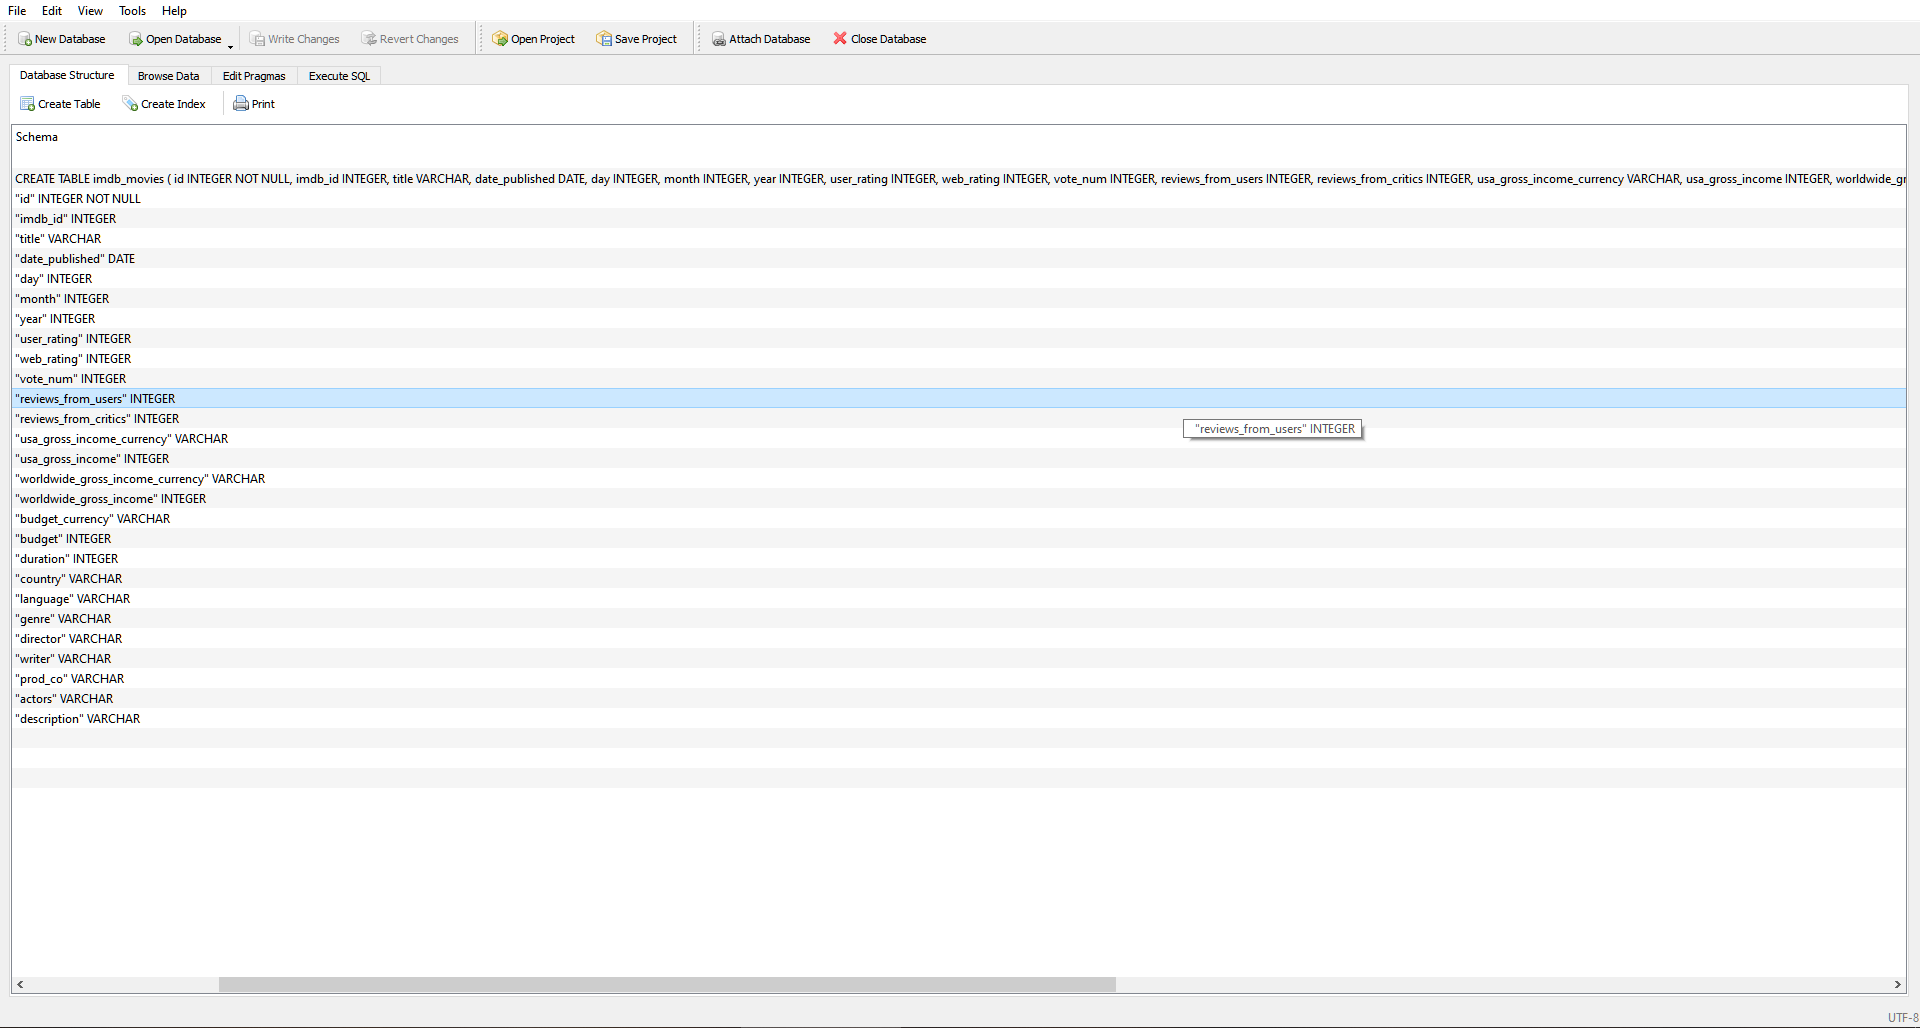 File Edit View Tools Help
New Database Open Database Write Changes Revert Changes Open Project Save Project Attach Database Close Database
Database Structure Browse Data Edit Pragmas Execute SQL
Create Table Create Index Print
Schema
CREATE TABLE imdb_movies ( id INTEGER NOT NULL, imdb_id INTEGER, title VARCHAR, date_published DATE, day INTEGER, month INTEGER, year INTEGER, user_rating INTEGER, web_rating INTEGER, vote_num INTEGER, reviews_from_users INTEGER, reviews_from_critics INTEGER, usa_gross_income_currency VARCHAR, usa_gross_income INTEGER, worldwide_gr
"id" INTEGER NOT NULL
"imdb_id" INTEGER
"title" VARCHAR
"date_published" DATE
"day" INTEGER
"month" INTEGER
"year" INTEGER
"user_rating" INTEGER
"web_rating" INTEGER
"vote_num" INTEGER
"reviews_from_users" INTEGER
"reviews_from_critics" INTEGER
"reviews_from_users" INTEGER
"usa_gross_income_currency" VARCHAR
"usa_gross_income" INTEGER
"worldwide_gross_income_currency" VARCHAR
"worldwide_gross_income" INTEGER
"budget_currency" VARCHAR
"budget" INTEGER
"duration" INTEGER
"country" VARCHAR
"language" VARCHAR
"genre" VARCHAR
"director" VARCHAR
"writer" VARCHAR
"prod_co" VARCHAR
"actors" VARCHAR
"description" VARCHAR
UTF-8